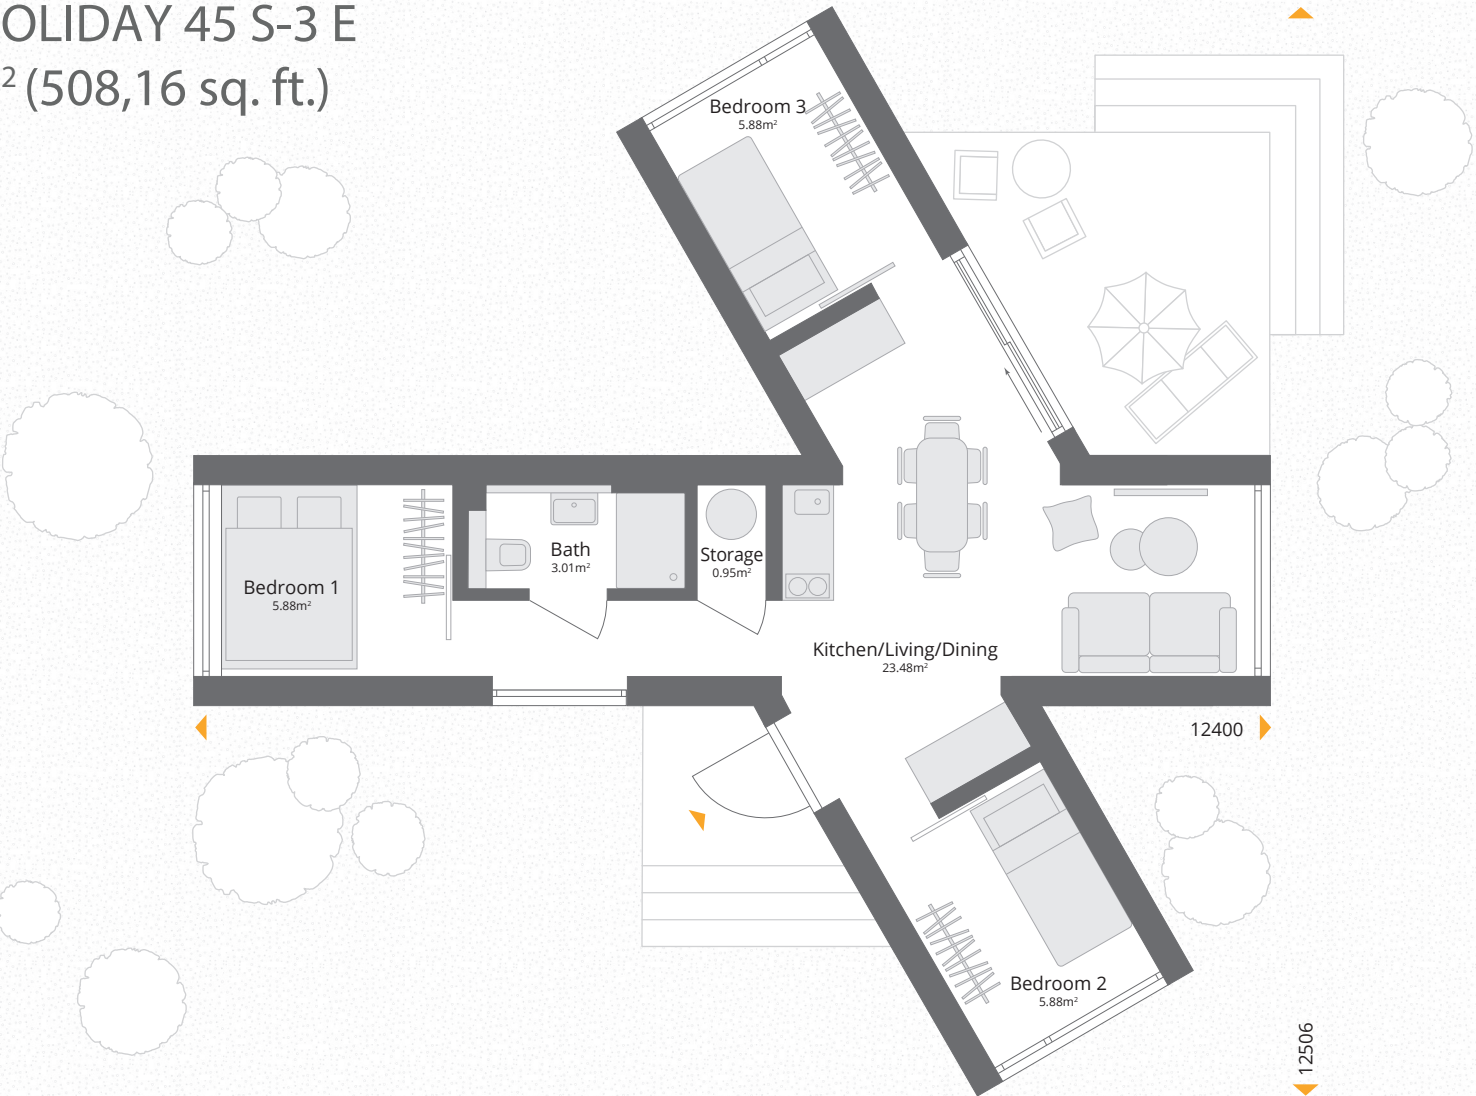 OLIDAY 45 S-3 E
² (508,16 sq. ft.)
Bedroom 3
5.88m²
Bedroom 1
5.88m²
Bath
3.01m²
Storage
0.95m²
Kitchen/Living/Dining
23.48m²
12400
Bedroom 2
5.88m²
12506